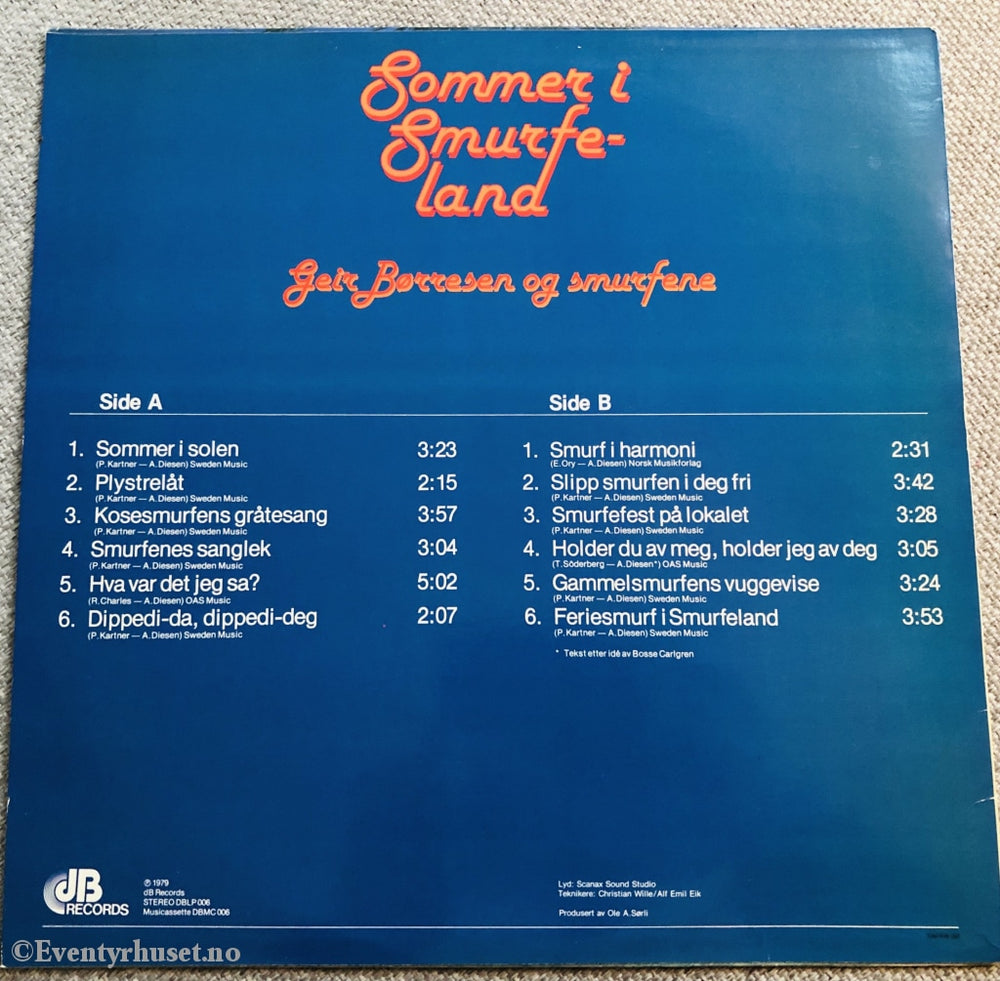 Sommer i
Smurfe-
land
Geir Børresen og smurfene
Side A
1. Sommer i solen 3:23
(P. Kartner — A. Diesen) Sweden Music
2. Plystrelåt 2:15
(P. Kartner — A. Diesen) Sweden Music
3. Kosesmurfens gråtesang 3:57
(P. Kartner — A. Diesen) Sweden Music
4. Smurfenes sanglek 3:04
(P. Kartner — A. Diesen) Sweden Music
5. Hva var det jeg sa? 5:02
(R. Charles — A. Diesen) OAS Music
6. Dippedi-da, dippedi-deg 2:07
(P. Kartner — A. Diesen) Sweden Music
Side B
1. Smurf i harmoni 2:31
(E. Ory — A. Diesen) Norsk Musikforlag
2. Slipp smurfen i deg fri 3:42
(P. Kartner — A. Diesen) Sweden Music
3. Smurfefest på lokalet 3:28
(P. Kartner — A. Diesen) Sweden Music
4. Holder du av meg, holder jeg av deg 3:05
(T. Söderberg — A. Diesen*) OAS Music
5. Gammelsmurfens vuggevise 3:24
(P. Kartner — A. Diesen) Sweden Music
6. Feriesmurf i Smurfeland 3:53
(P. Kartner — A. Diesen) Sweden Music
* Tekst etter idé av Bosse Carlgren
dB
RECORDS
℗ 1979
dB Records
STEREO DBLP 006
Musicassette DBMC 006
Lyd: Scanax Sound Studio
Teknikere: Christian Wille/Alf Emil Eik
Produsert av Ole A. Sørli
©Eventyrhuset.no